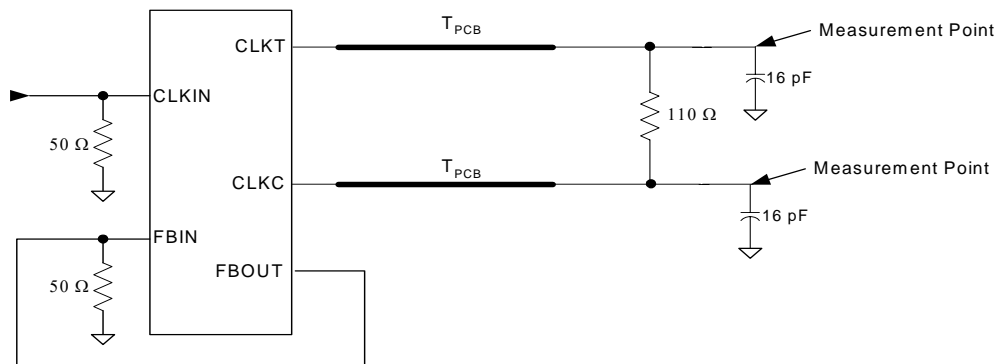 T_PCB
Measurement Point
CLKT
16 pF
CLKIN
110 Ω
50 Ω
T_PCB
Measurement Point
CLKC
16 pF
FBIN
FBOUT
50 Ω